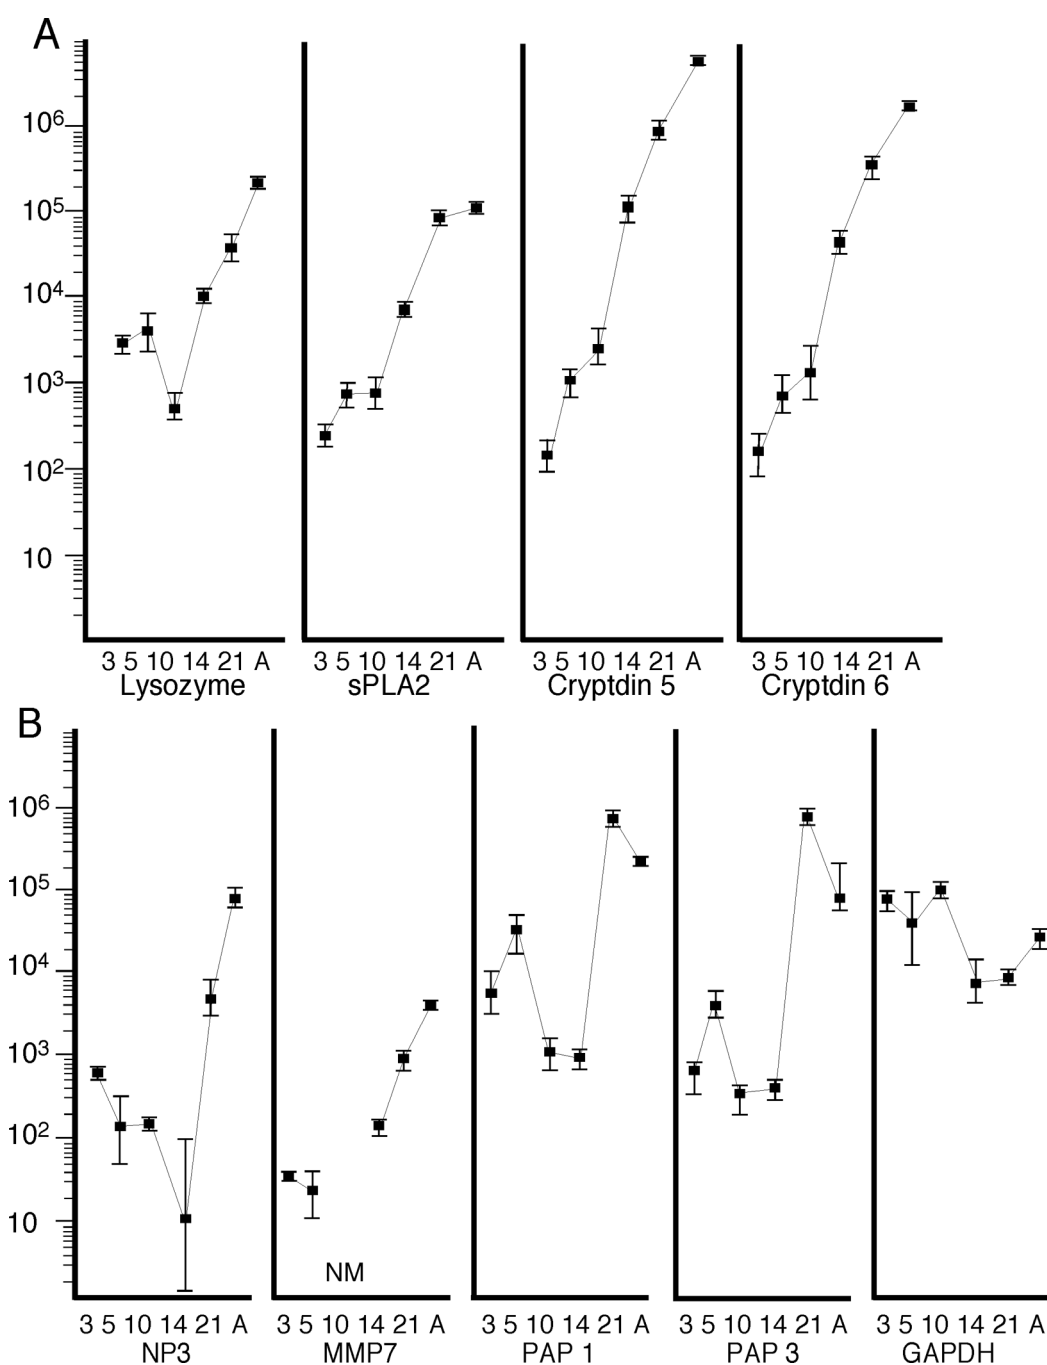 A
10⁶
10⁵
10⁴
10³
10²
10
3 5 10 14 21 A 3 5 10 14 21 A 3 5 10 14 21 A 3 5 10 14 21 A
Lysozyme sPLA2 Cryptdin 5 Cryptdin 6
B
10⁶
10⁵
10⁴
10³
10²
10
NM
3 5 10 14 21 A 3 5 10 14 21 A 3 5 10 14 21 A 3 5 10 14 21 A 3 5 10 14 21 A
NP3 MMP7 PAP 1 PAP 3 GAPDH